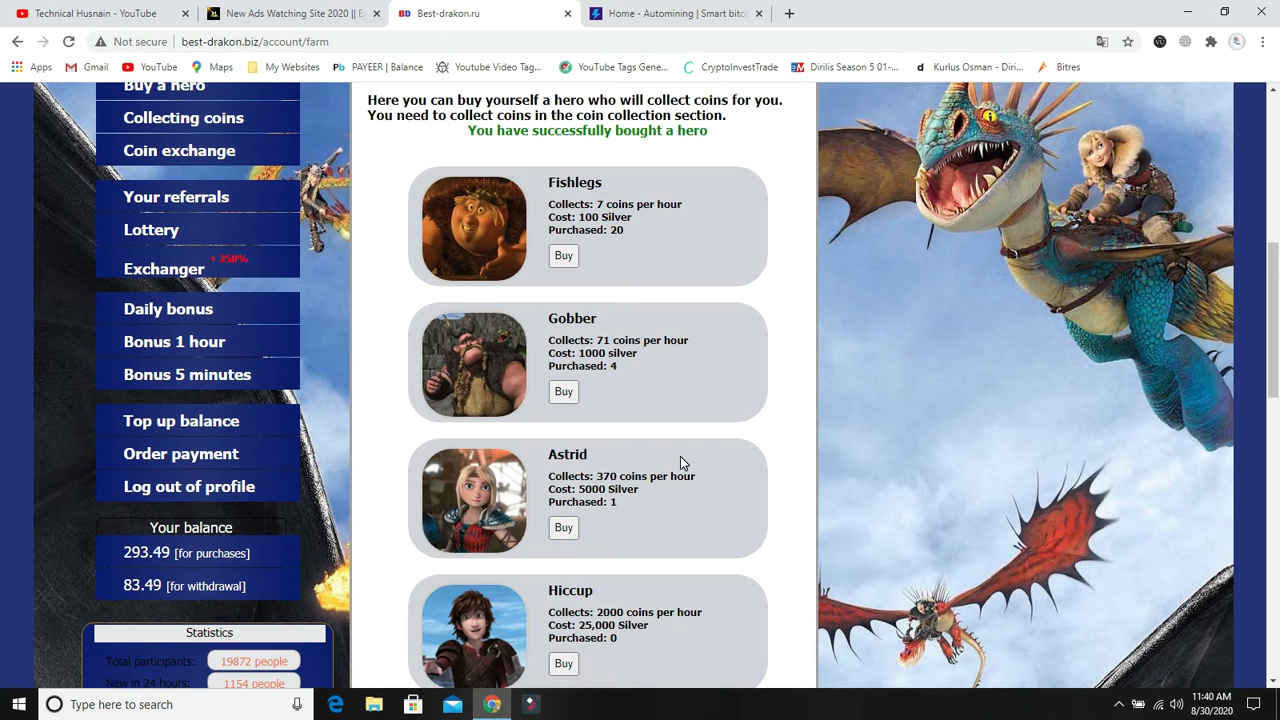 Technical Husnain - YouTube
New Ads Watching Site 2020 || E
Best-drakon.ru
Home - Automining | Smart bitc
Not secure
best-drakon.biz/account/farm
Apps
Gmail
YouTube
Maps
My Websites
Pb PAYEER | Balance
Youtube Video Tag...
YouTube Tags Gene...
CryptoInvestTrade
Dirilis Season 5 01-...
Kurlus Osman - Diri...
Bitres
Buy a hero
Collecting coins
Coin exchange
Your referrals
Lottery
Exchanger + 250%
Daily bonus
Bonus 1 hour
Bonus 5 minutes
Top up balance
Order payment
Log out of profile
Your balance
293.49 [for purchases]
83.49 [for withdrawal]
Statistics
Total participants: 19872 people
New in 24 hours: 1154 people
Here you can buy yourself a hero who will collect coins for you.
You need to collect coins in the coin collection section.
You have successfully bought a hero
Fishlegs
Collects: 7 coins per hour
Cost: 100 Silver
Purchased: 20
Buy
Gobber
Collects: 71 coins per hour
Cost: 1000 silver
Purchased: 4
Buy
Astrid
Collects: 370 coins per hour
Cost: 5000 Silver
Purchased: 1
Buy
Hiccup
Collects: 2000 coins per hour
Cost: 25,000 Silver
Purchased: 0
Buy
Type here to search
11:40 AM
8/30/2020